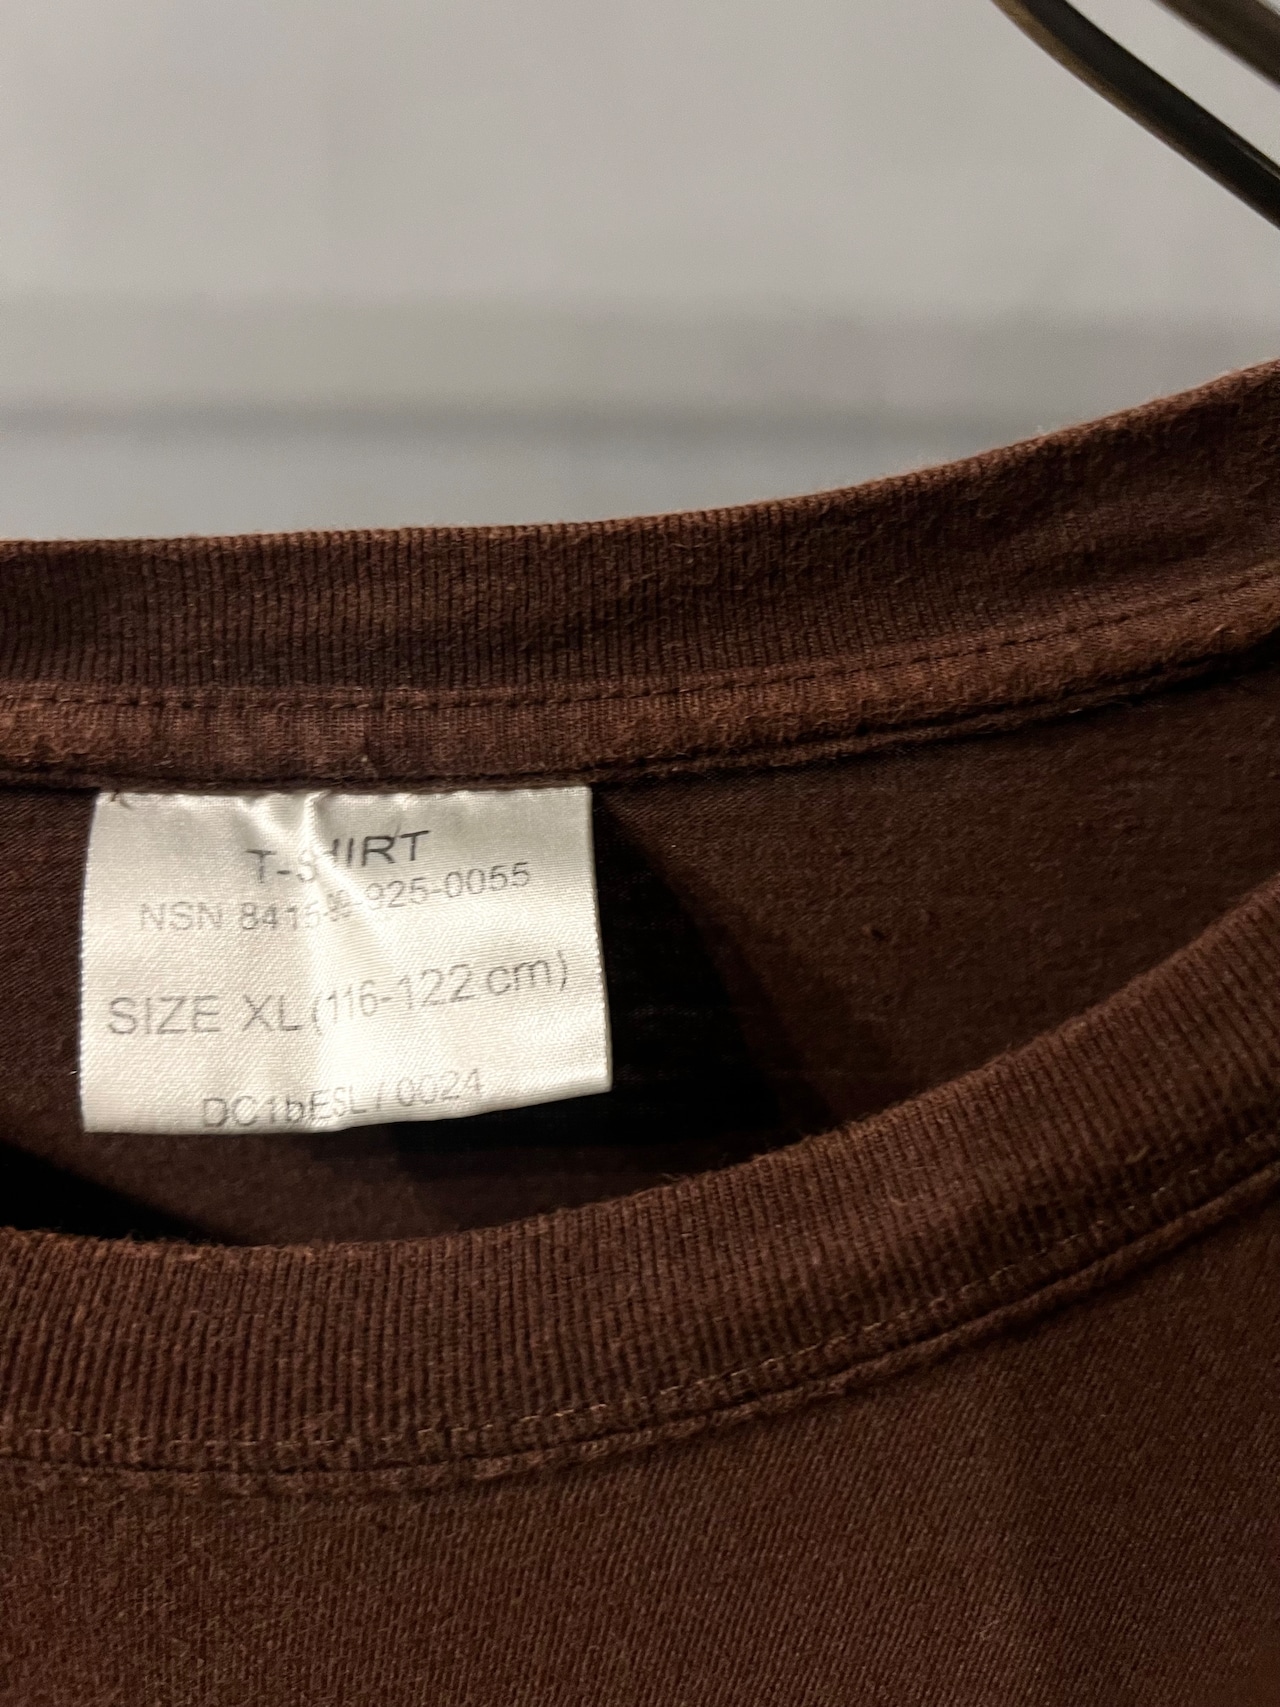 T-SHIRT
NSN 925-0055
SIZE XL (116-122 cm)
DC1bESL / 0024